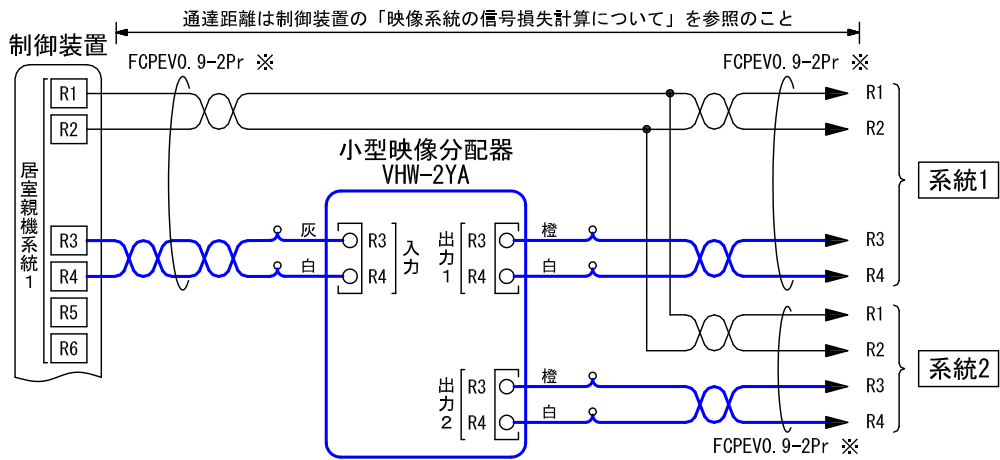 通達距離は制御装置の「映像系統の信号損失計算について」を参照のこと
制御装置
FCPEV0.9-2Pr ※
FCPEV0.9-2Pr ※
R1
R2
R1
R2
小型映像分配器
VHW-2YA
系統1
居室親機系統1
R3
R4
R5
R6
灰
白
R3
R4
入力
出力1
R3
R4
橙
白
R3
R4
R1
R2
系統2
出力2
R3
R4
橙
白
R3
R4
FCPEV0.9-2Pr ※